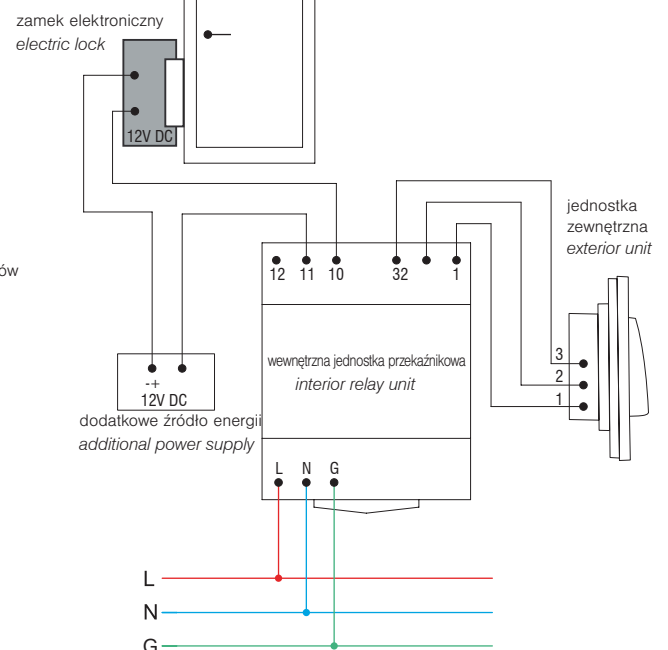 zamek elektroniczny
electric lock
12V DC
jednostka
zewnętrzna
exterior unit
ów
12 11 10 32 1
3
2
1
wewnętrzna jednostka przekaźnikowa
interior relay unit
-+
12V DC
dodatkowe źródło energii
additional power supply
L N G
L
N
G